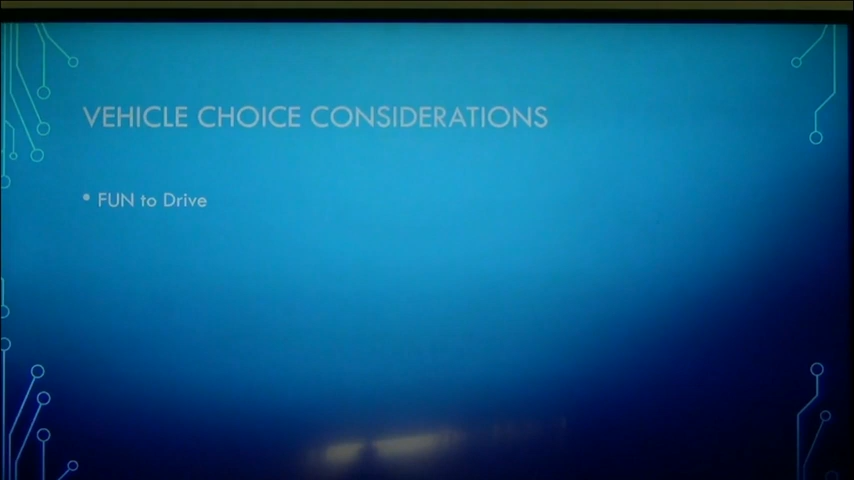 VEHICLE CHOICE CONSIDERATIONS
• FUN to Drive